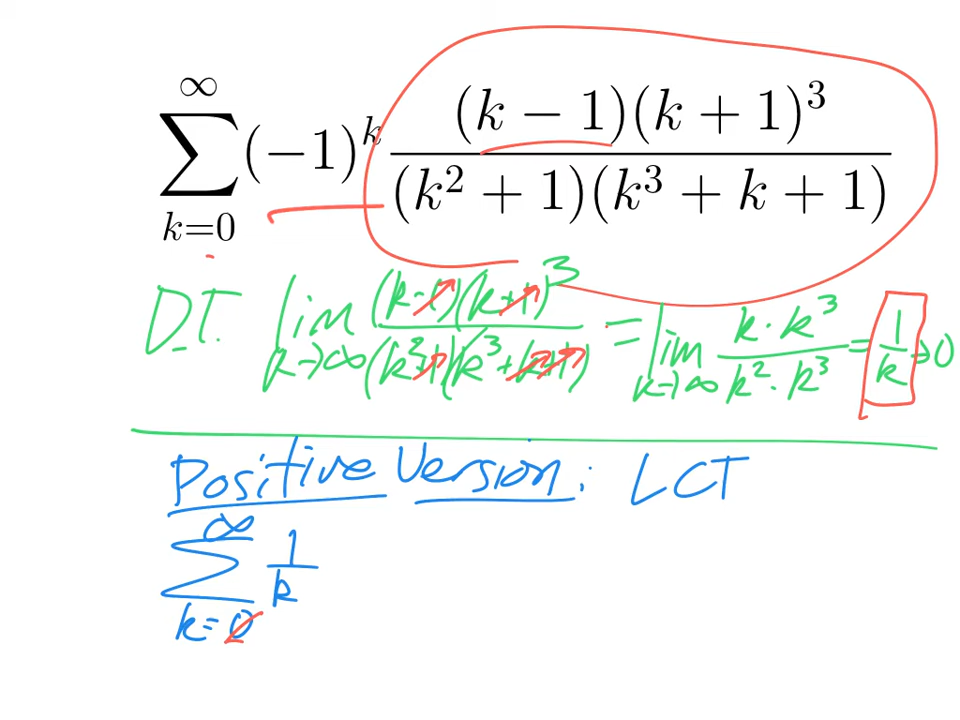 ∑_{k=0}^{∞} (−1)^k (k − 1)(k + 1)^3 / (k^2 + 1)(k^3 + k + 1)
D.T. lim_{k→∞} (k-1)(k+1)^3 / (k^2+1)(k^3+k+1) = lim_{k→∞} k · k^3 / k^2 · k^3 = 1/k → 0
Positive Version: LCT
∑_{k=0}^{∞} 1/k